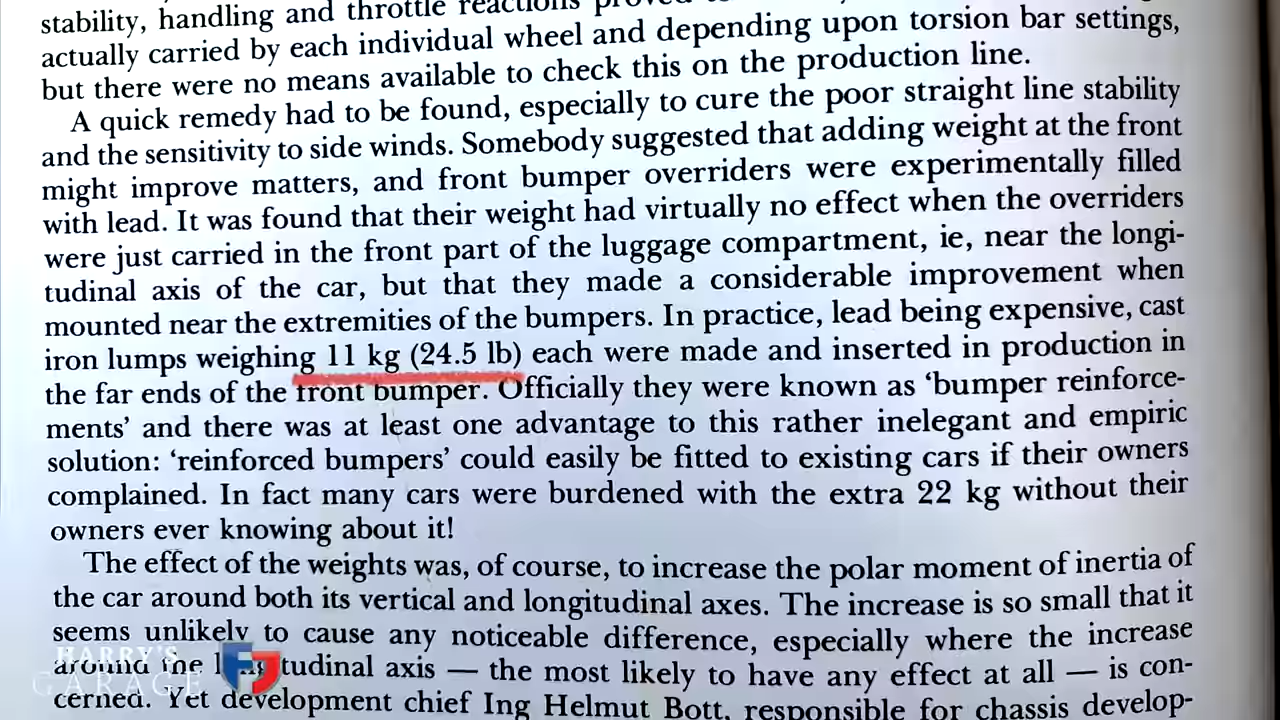 stability, handling and throttle reactions
actually carried by each individual wheel and depending upon torsion bar settings,
but there were no means available to check this on the production line.
A quick remedy had to be found, especially to cure the poor straight line stability
and the sensitivity to side winds. Somebody suggested that adding weight at the front
might improve matters, and front bumper overriders were experimentally filled
with lead. It was found that their weight had virtually no effect when the overriders
were just carried in the front part of the luggage compartment, ie, near the longi-
tudinal axis of the car, but that they made a considerable improvement when
mounted near the extremities of the bumpers. In practice, lead being expensive, cast
iron lumps weighing 11 kg (24.5 lb) each were made and inserted in production in
the far ends of the front bumper. Officially they were known as ‘bumper reinforce-
ments’ and there was at least one advantage to this rather inelegant and empiric
solution: ‘reinforced bumpers’ could easily be fitted to existing cars if their owners
complained. In fact many cars were burdened with the extra 22 kg without their
owners ever knowing about it!
The effect of the weights was, of course, to increase the polar moment of inertia of
the car around both its vertical and longitudinal axes. The increase is so small that it
seems unlikely to cause any noticeable difference, especially where the increase
around the tudinal axis — the most likely to have any effect at all — is con-
cerned. Yet development chief Ing Helmut Bott, responsible for chassis develop-
HARRY'S
GARAGE